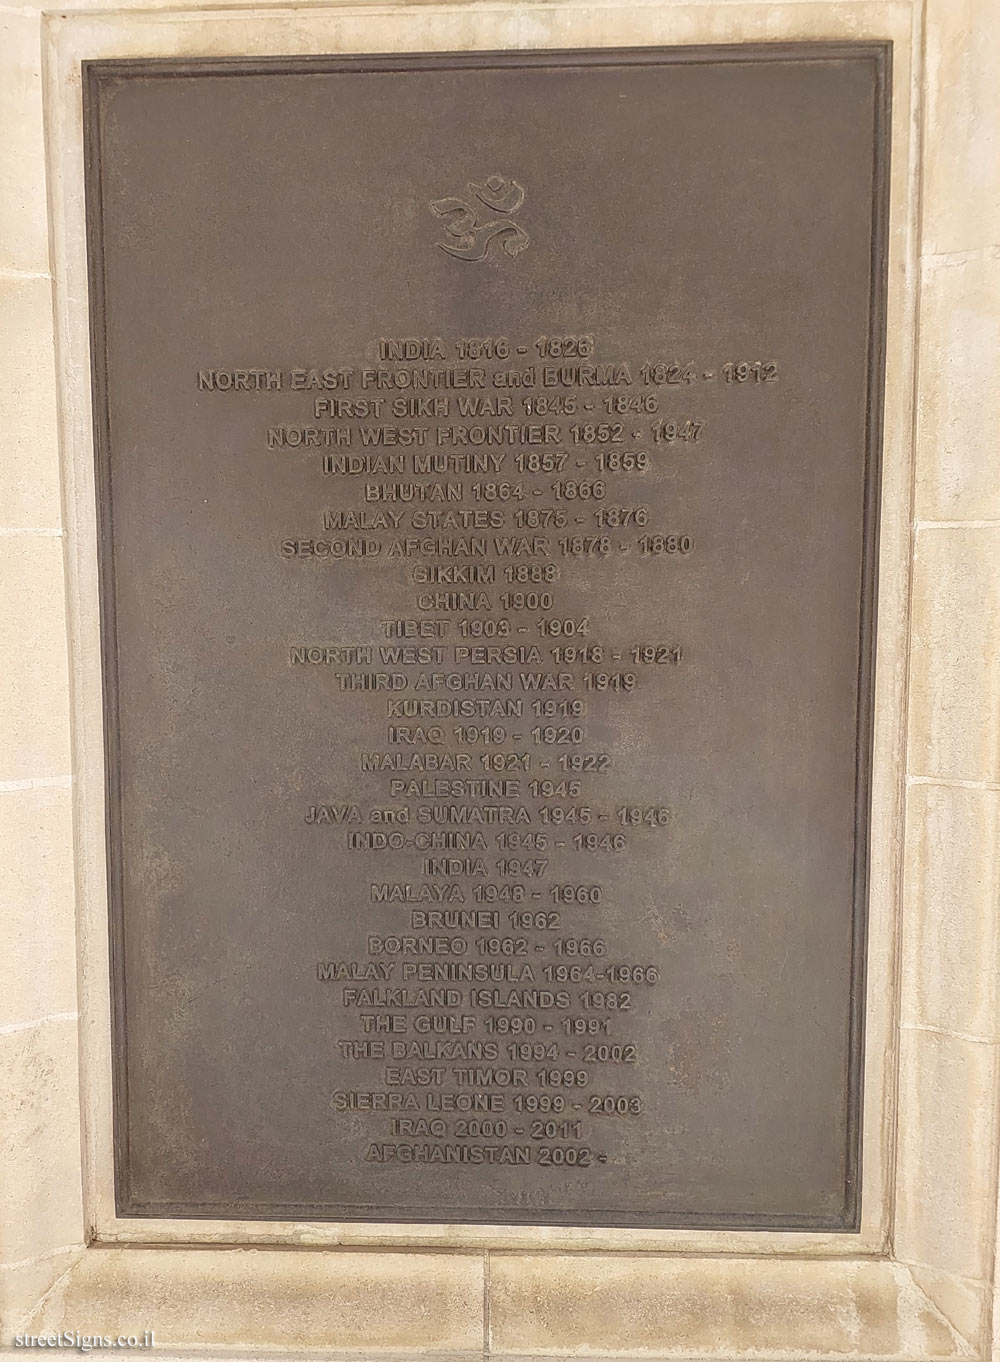 ॐ
INDIA 1816 - 1826
NORTH EAST FRONTIER and BURMA 1824 - 1912
FIRST SIKH WAR 1845 - 1846
NORTH WEST FRONTIER 1852 - 1947
INDIAN MUTINY 1857 - 1859
BHUTAN 1864 - 1866
MALAY STATES 1875 - 1876
SECOND AFGHAN WAR 1878 - 1880
SIKKIM 1888
CHINA 1900
TIBET 1903 - 1904
NORTH WEST PERSIA 1918 - 1921
THIRD AFGHAN WAR 1919
KURDISTAN 1919
IRAQ 1919 - 1920
MALABAR 1921 - 1922
PALESTINE 1945
JAVA and SUMATRA 1945 - 1946
INDO-CHINA 1945 - 1946
INDIA 1947
MALAYA 1948 - 1960
BRUNEI 1962
BORNEO 1962 - 1966
MALAY PENINSULA 1964-1966
FALKLAND ISLANDS 1982
THE GULF 1990 - 1991
THE BALKANS 1994 - 2002
EAST TIMOR 1999
SIERRA LEONE 1999 - 2003
IRAQ 2000 - 2011
AFGHANISTAN 2002 -
streetSigns.co.il